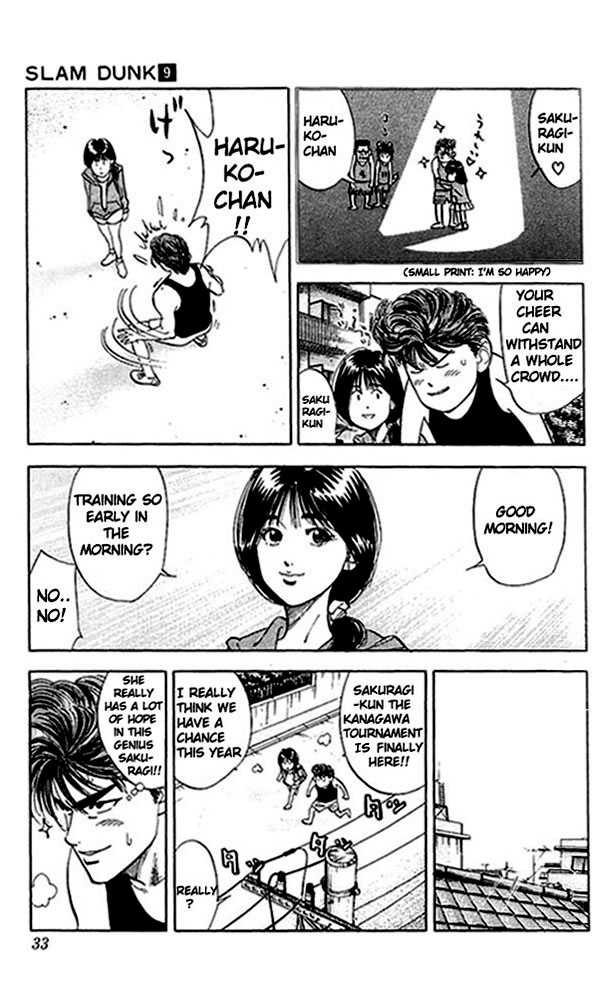 SLAM DUNK 9
SAKU-
RAGI-
KUN
♡
HARU-
KO-
CHAN
(SMALL PRINT: I'M SO HAPPY)
YOUR
CHEER
CAN
WITHSTAND
A WHOLE
CROWD....
SAKU
RAGI-
KUN
HARU-
KO-
CHAN
!!
げっ
GOOD
MORNING!
TRAINING SO
EARLY IN
THE
MORNING?
NO..
NO!
SAKURAGI
-KUN THE
KANAGAWA
TOURNAMENT
IS FINALLY
HERE!!
I REALLY
THINK WE
HAVE A
CHANCE
THIS YEAR
REALLY
?
SHE
REALLY
HAS A LOT
OF HOPE
IN THIS
GENIUS
SAKU-
RAGI!!
33